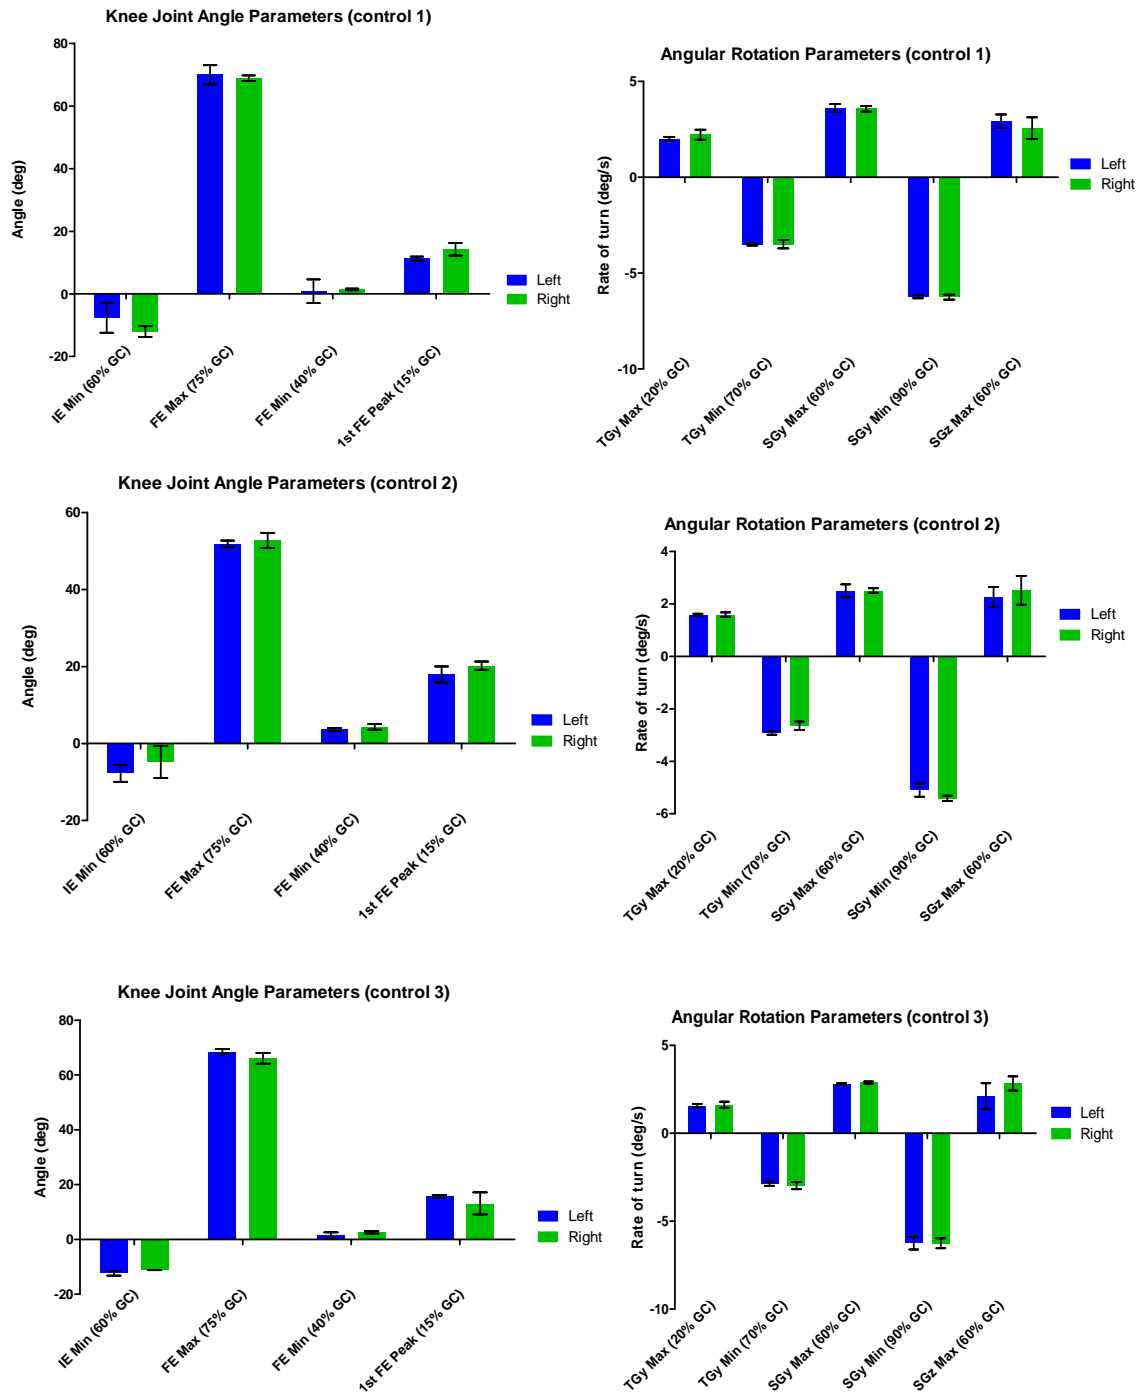 Knee Joint Angle Parameters (control 1)
80
60
40
20
0
-20
Angle (deg)
IE Min (60% GC)
FE Max (75% GC)
FE Min (40% GC)
1st FE Peak (15% GC)
Left
Right
Angular Rotation Parameters (control 1)
5
0
-5
-10
Rate of turn (deg/s)
TGy Max (20% GC)
TGy Min (70% GC)
SGy Max (60% GC)
SGy Min (90% GC)
SGz Max (60% GC)
Left
Right
Knee Joint Angle Parameters (control 2)
60
40
20
0
-20
Angle (deg)
IE Min (60% GC)
FE Max (75% GC)
FE Min (40% GC)
1st FE Peak (15% GC)
Left
Right
Angular Rotation Parameters (control 2)
4
2
0
-2
-4
-6
Rate of turn (deg/s)
TGy Max (20% GC)
TGy Min (70% GC)
SGy Max (60% GC)
SGy Min (90% GC)
SGz Max (60% GC)
Left
Right
Knee Joint Angle Parameters (control 3)
80
60
40
20
0
-20
Angle (deg)
IE Min (60% GC)
FE Max (75% GC)
FE Min (40% GC)
1st FE Peak (15% GC)
Left
Right
Angular Rotation Parameters (control 3)
5
0
-5
-10
Rate of turn (deg/s)
TGy Max (20% GC)
TGy Min (70% GC)
SGy Max (60% GC)
SGy Min (90% GC)
SGz Max (60% GC)
Left
Right